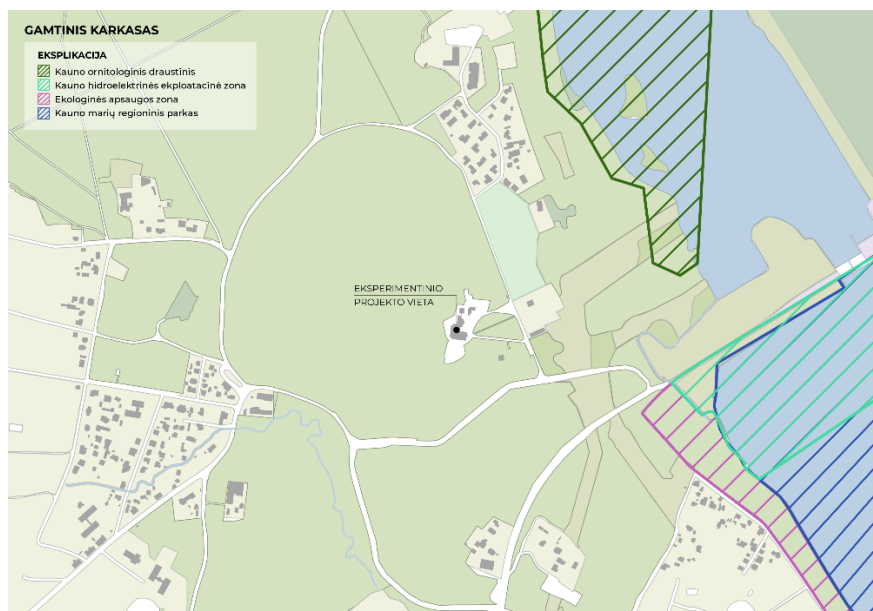 GAMTINIS KARKASAS
EKSPLIKACIJA
Kauno ornitologinis draustinis
Kauno hidroelektrinės ekploatacinė zona
Ekologinės apsaugos zona
Kauno marių regioninis parkas
EKSPERIMENTINIO
PROJEKTO VIETA